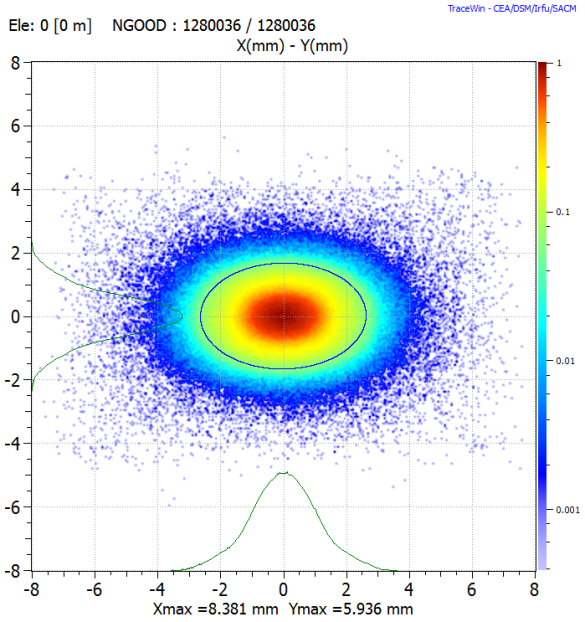 TraceWin - CEA/DSM/Irfu/SACM
Ele: 0 [0 m] NGOOD : 1280036 / 1280036
X(mm) - Y(mm)
8
6
4
2
0
-2
-4
-6
-8
-8 -6 -4 -2 0 2 4 6 8
Xmax =8.381 mm Ymax =5.936 mm
1
0.1
0.01
0.001